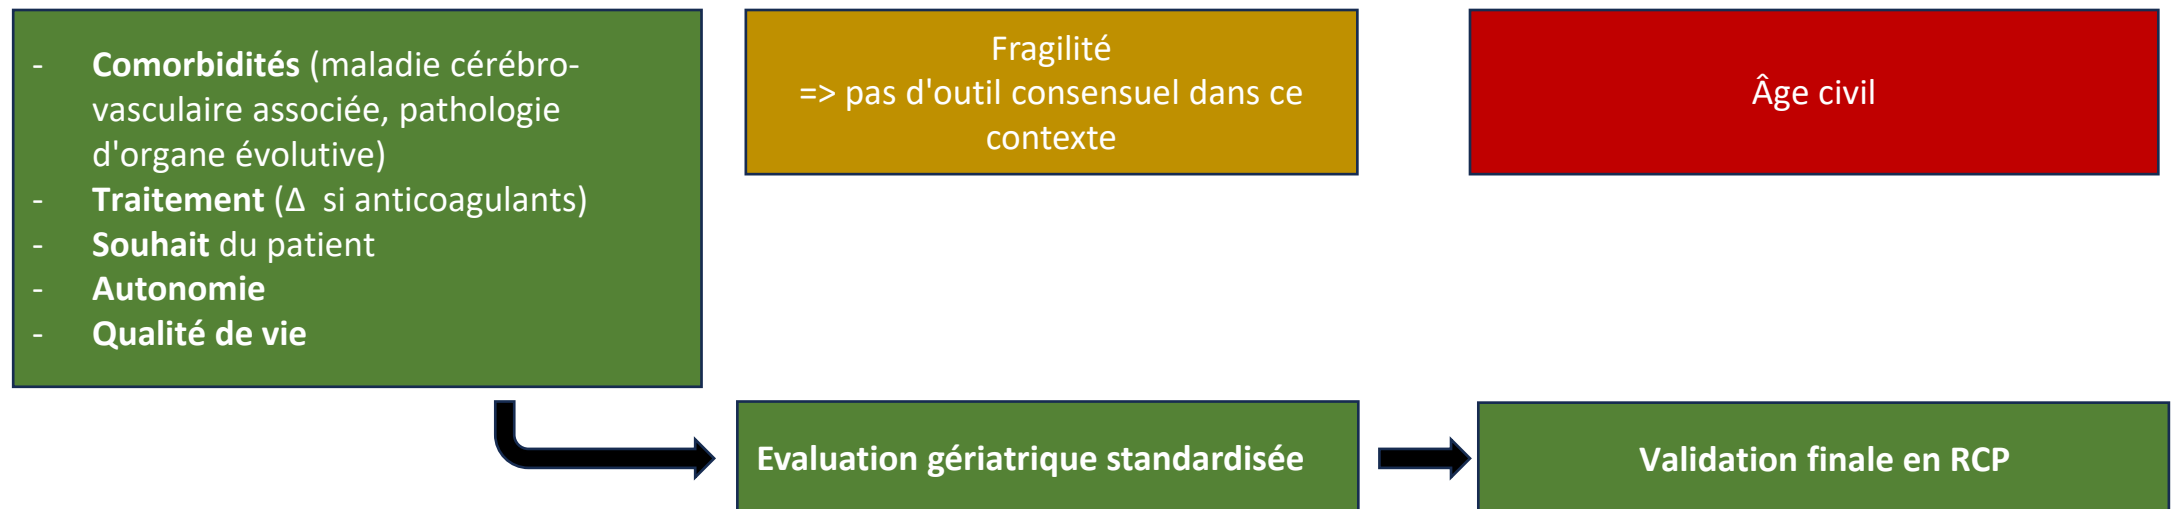 - Comorbidités (maladie cérébro-
vasculaire associée, pathologie
d'organe évolutive)
- Traitement (Δ si anticoagulants)
- Souhait du patient
- Autonomie
- Qualité de vie
Fragilité
=> pas d'outil consensuel dans ce
contexte
Âge civil
Evaluation gériatrique standardisée
Validation finale en RCP